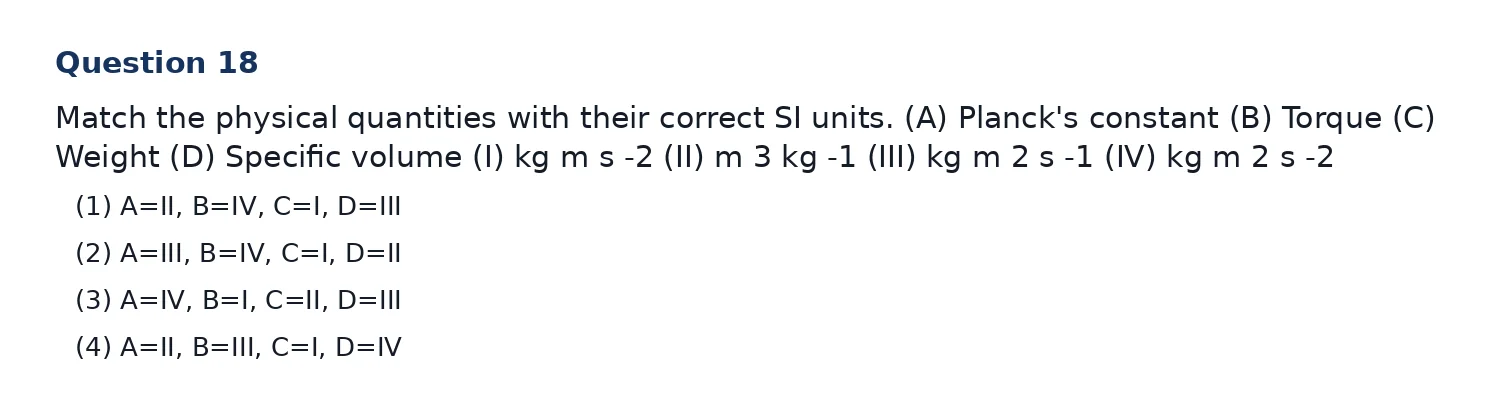 Question 18
Match the physical quantities with their correct SI units. (A) Planck's constant (B) Torque (C)
Weight (D) Specific volume (I) kg m s -2 (II) m 3 kg -1 (III) kg m 2 s -1 (IV) kg m 2 s -2
(1) A=II, B=IV, C=I, D=III
(2) A=III, B=IV, C=I, D=II
(3) A=IV, B=I, C=II, D=III
(4) A=II, B=III, C=I, D=IV